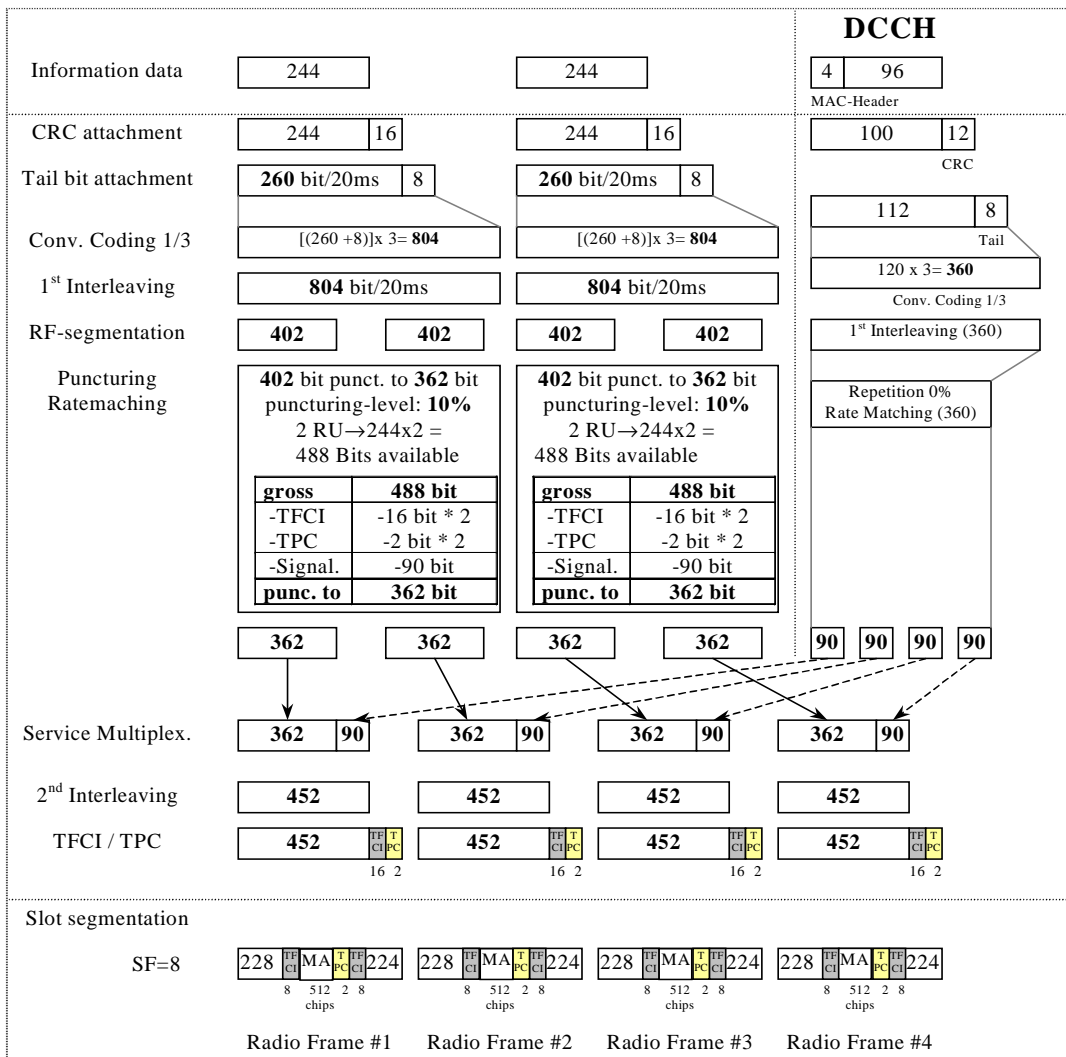 DCCH
Information data 244 244 4 96
MAC-Header
CRC attachment 244 16 244 16 100 12
CRC
Tail bit attachment 260 bit/20ms 8 260 bit/20ms 8
112 8
Tail
Conv. Coding 1/3 [(260 +8)]x 3= 804 [(260 +8)]x 3= 804
120 x 3= 360
Conv. Coding 1/3
1st Interleaving 804 bit/20ms 804 bit/20ms
RF-segmentation 402 402 402 402 1st Interleaving (360)
Puncturing
Ratemaching
402 bit punct. to 362 bit
puncturing-level: 10%
2 RU→244x2 =
488 Bits available
gross 488 bit
-TFCI -16 bit * 2
-TPC -2 bit * 2
-Signal. -90 bit
punc. to 362 bit
402 bit punct. to 362 bit
puncturing-level: 10%
2 RU→244x2 =
488 Bits available
gross 488 bit
-TFCI -16 bit * 2
-TPC -2 bit * 2
-Signal. -90 bit
punc. to 362 bit
Repetition 0%
Rate Matching (360)
362 362 362 362 90 90 90 90
Service Multiplex. 362 90 362 90 362 90 362 90
2nd Interleaving 452 452 452 452
TFCI / TPC 452 TF CI T PC 452 TF CI T PC 452 TF CI T PC 452 TF CI T PC
16 2 16 2 16 2 16 2
Slot segmentation
SF=8 228 TF CI MA T PC TF CI 224 228 TF CI MA T PC TF CI 224 228 TF CI MA T PC TF CI 224 228 TF CI MA T PC TF CI 224
8 512 2 8 8 512 2 8 8 512 2 8 8 512 2 8
chips chips chips chips
Radio Frame #1 Radio Frame #2 Radio Frame #3 Radio Frame #4